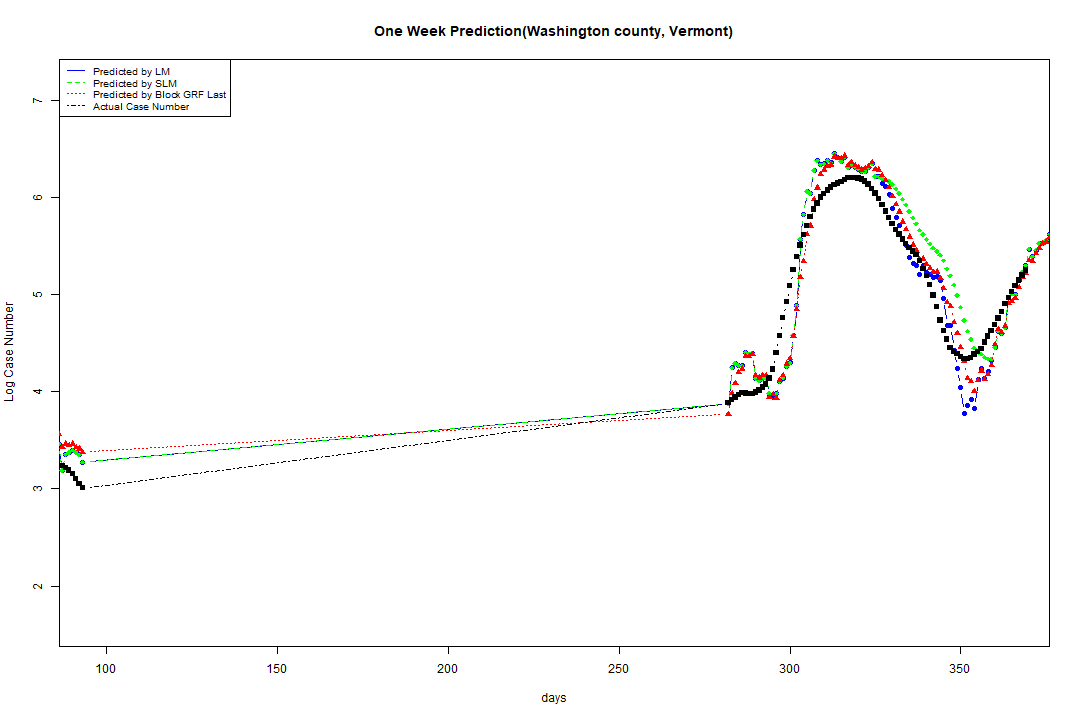 One Week Prediction(Washington county, Vermont)
Predicted by LM
Predicted by SLM
Predicted by Block GRF Last
Actual Case Number
7
6
5
4
3
2
Log Case Number
100 150 200 250 300 350
days